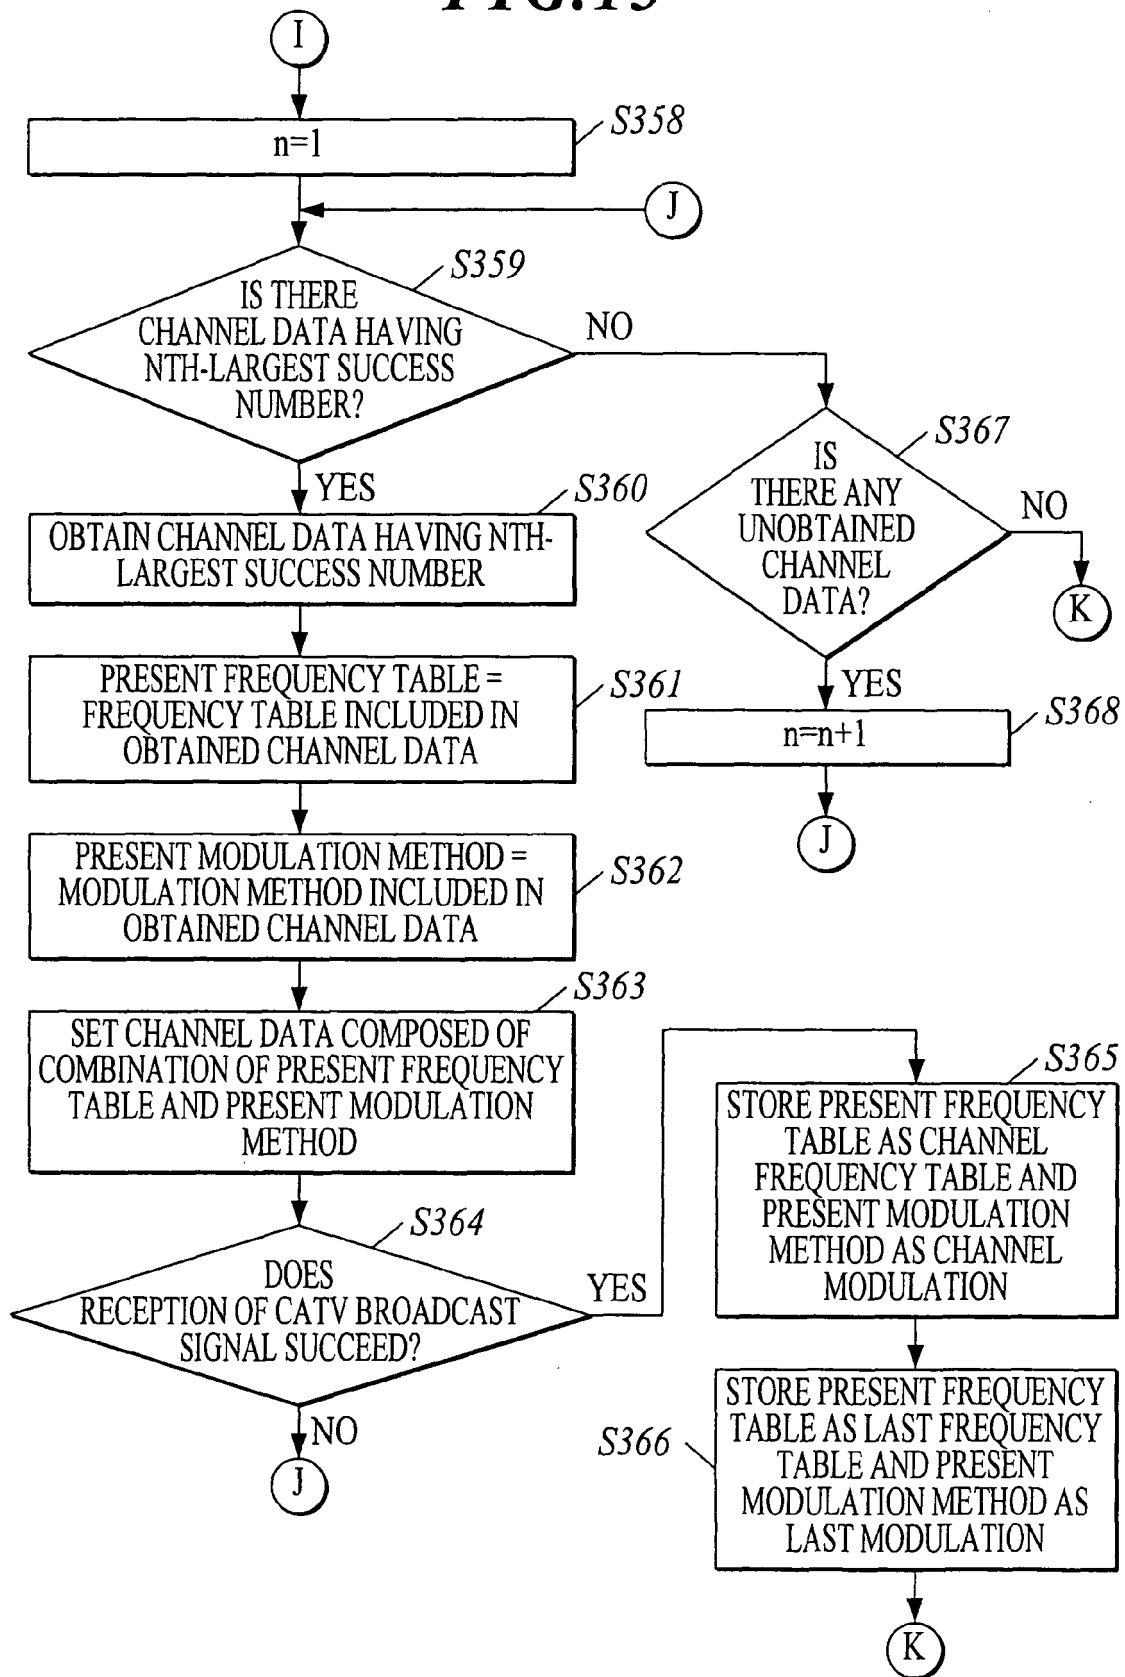 FIG.15
I
S358
n=1
J
S359
IS THERE
CHANNEL DATA HAVING
NTH-LARGEST SUCCESS
NUMBER?
NO
YES
S360
OBTAIN CHANNEL DATA HAVING NTH-
LARGEST SUCCESS NUMBER
PRESENT FREQUENCY TABLE =
FREQUENCY TABLE INCLUDED IN
OBTAINED CHANNEL DATA
S361
PRESENT MODULATION METHOD =
MODULATION METHOD INCLUDED IN
OBTAINED CHANNEL DATA
S362
S363
SET CHANNEL DATA COMPOSED OF
COMBINATION OF PRESENT FREQUENCY
TABLE AND PRESENT MODULATION
METHOD
S364
DOES
RECEPTION OF CATV BROADCAST
SIGNAL SUCCEED?
YES
NO
J
S367
IS
THERE ANY
UNOBTAINED
CHANNEL
DATA?
NO
K
YES
S368
n=n+1
J
S365
STORE PRESENT FREQUENCY
TABLE AS CHANNEL
FREQUENCY TABLE AND
PRESENT MODULATION
METHOD AS CHANNEL
MODULATION
S366
STORE PRESENT FREQUENCY
TABLE AS LAST FREQUENCY
TABLE AND PRESENT
MODULATION METHOD AS
LAST MODULATION
K